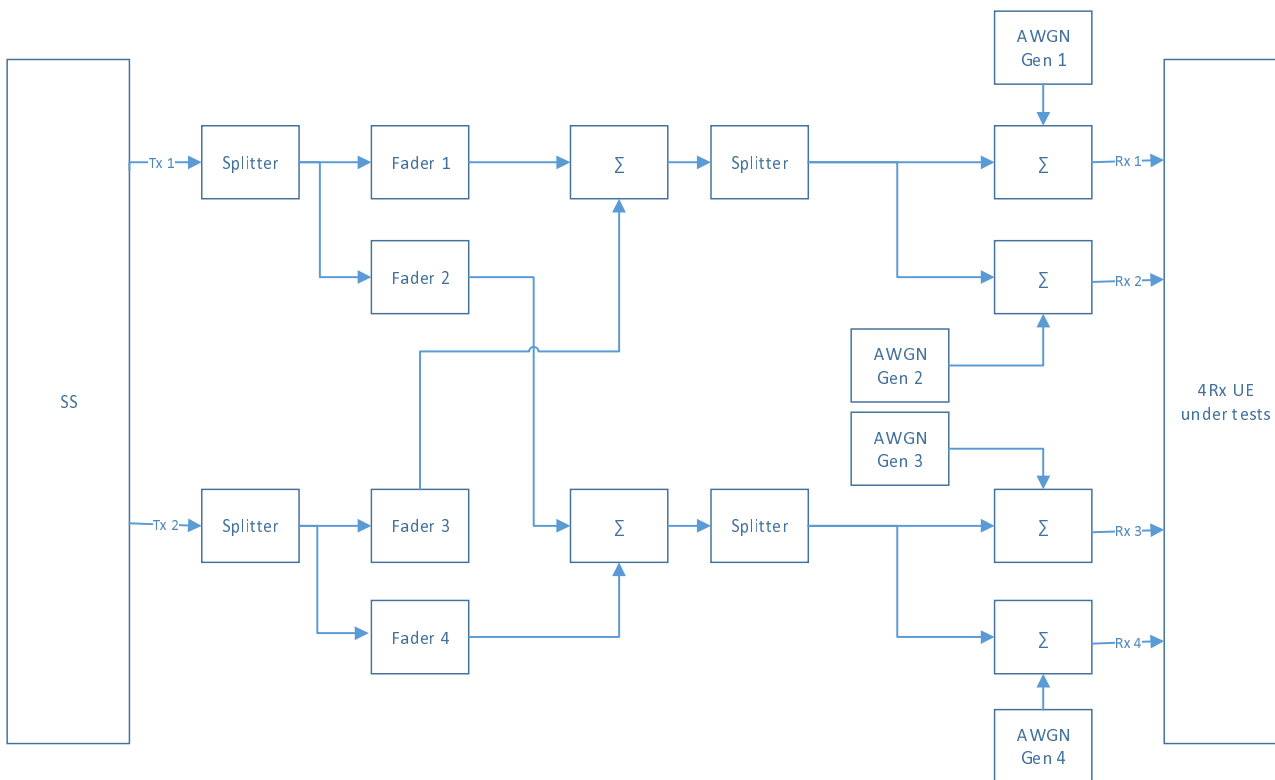 AWGN
Gen 1
Tx 1
Splitter
Fader 1
Σ
Splitter
Σ
Rx 1
Fader 2
Σ
Rx 2
AWGN
Gen 2
SS
4Rx UE
under tests
AWGN
Gen 3
Tx 2
Splitter
Fader 3
Σ
Splitter
Σ
Rx 3
Fader 4
Σ
Rx 4
AWGN
Gen 4